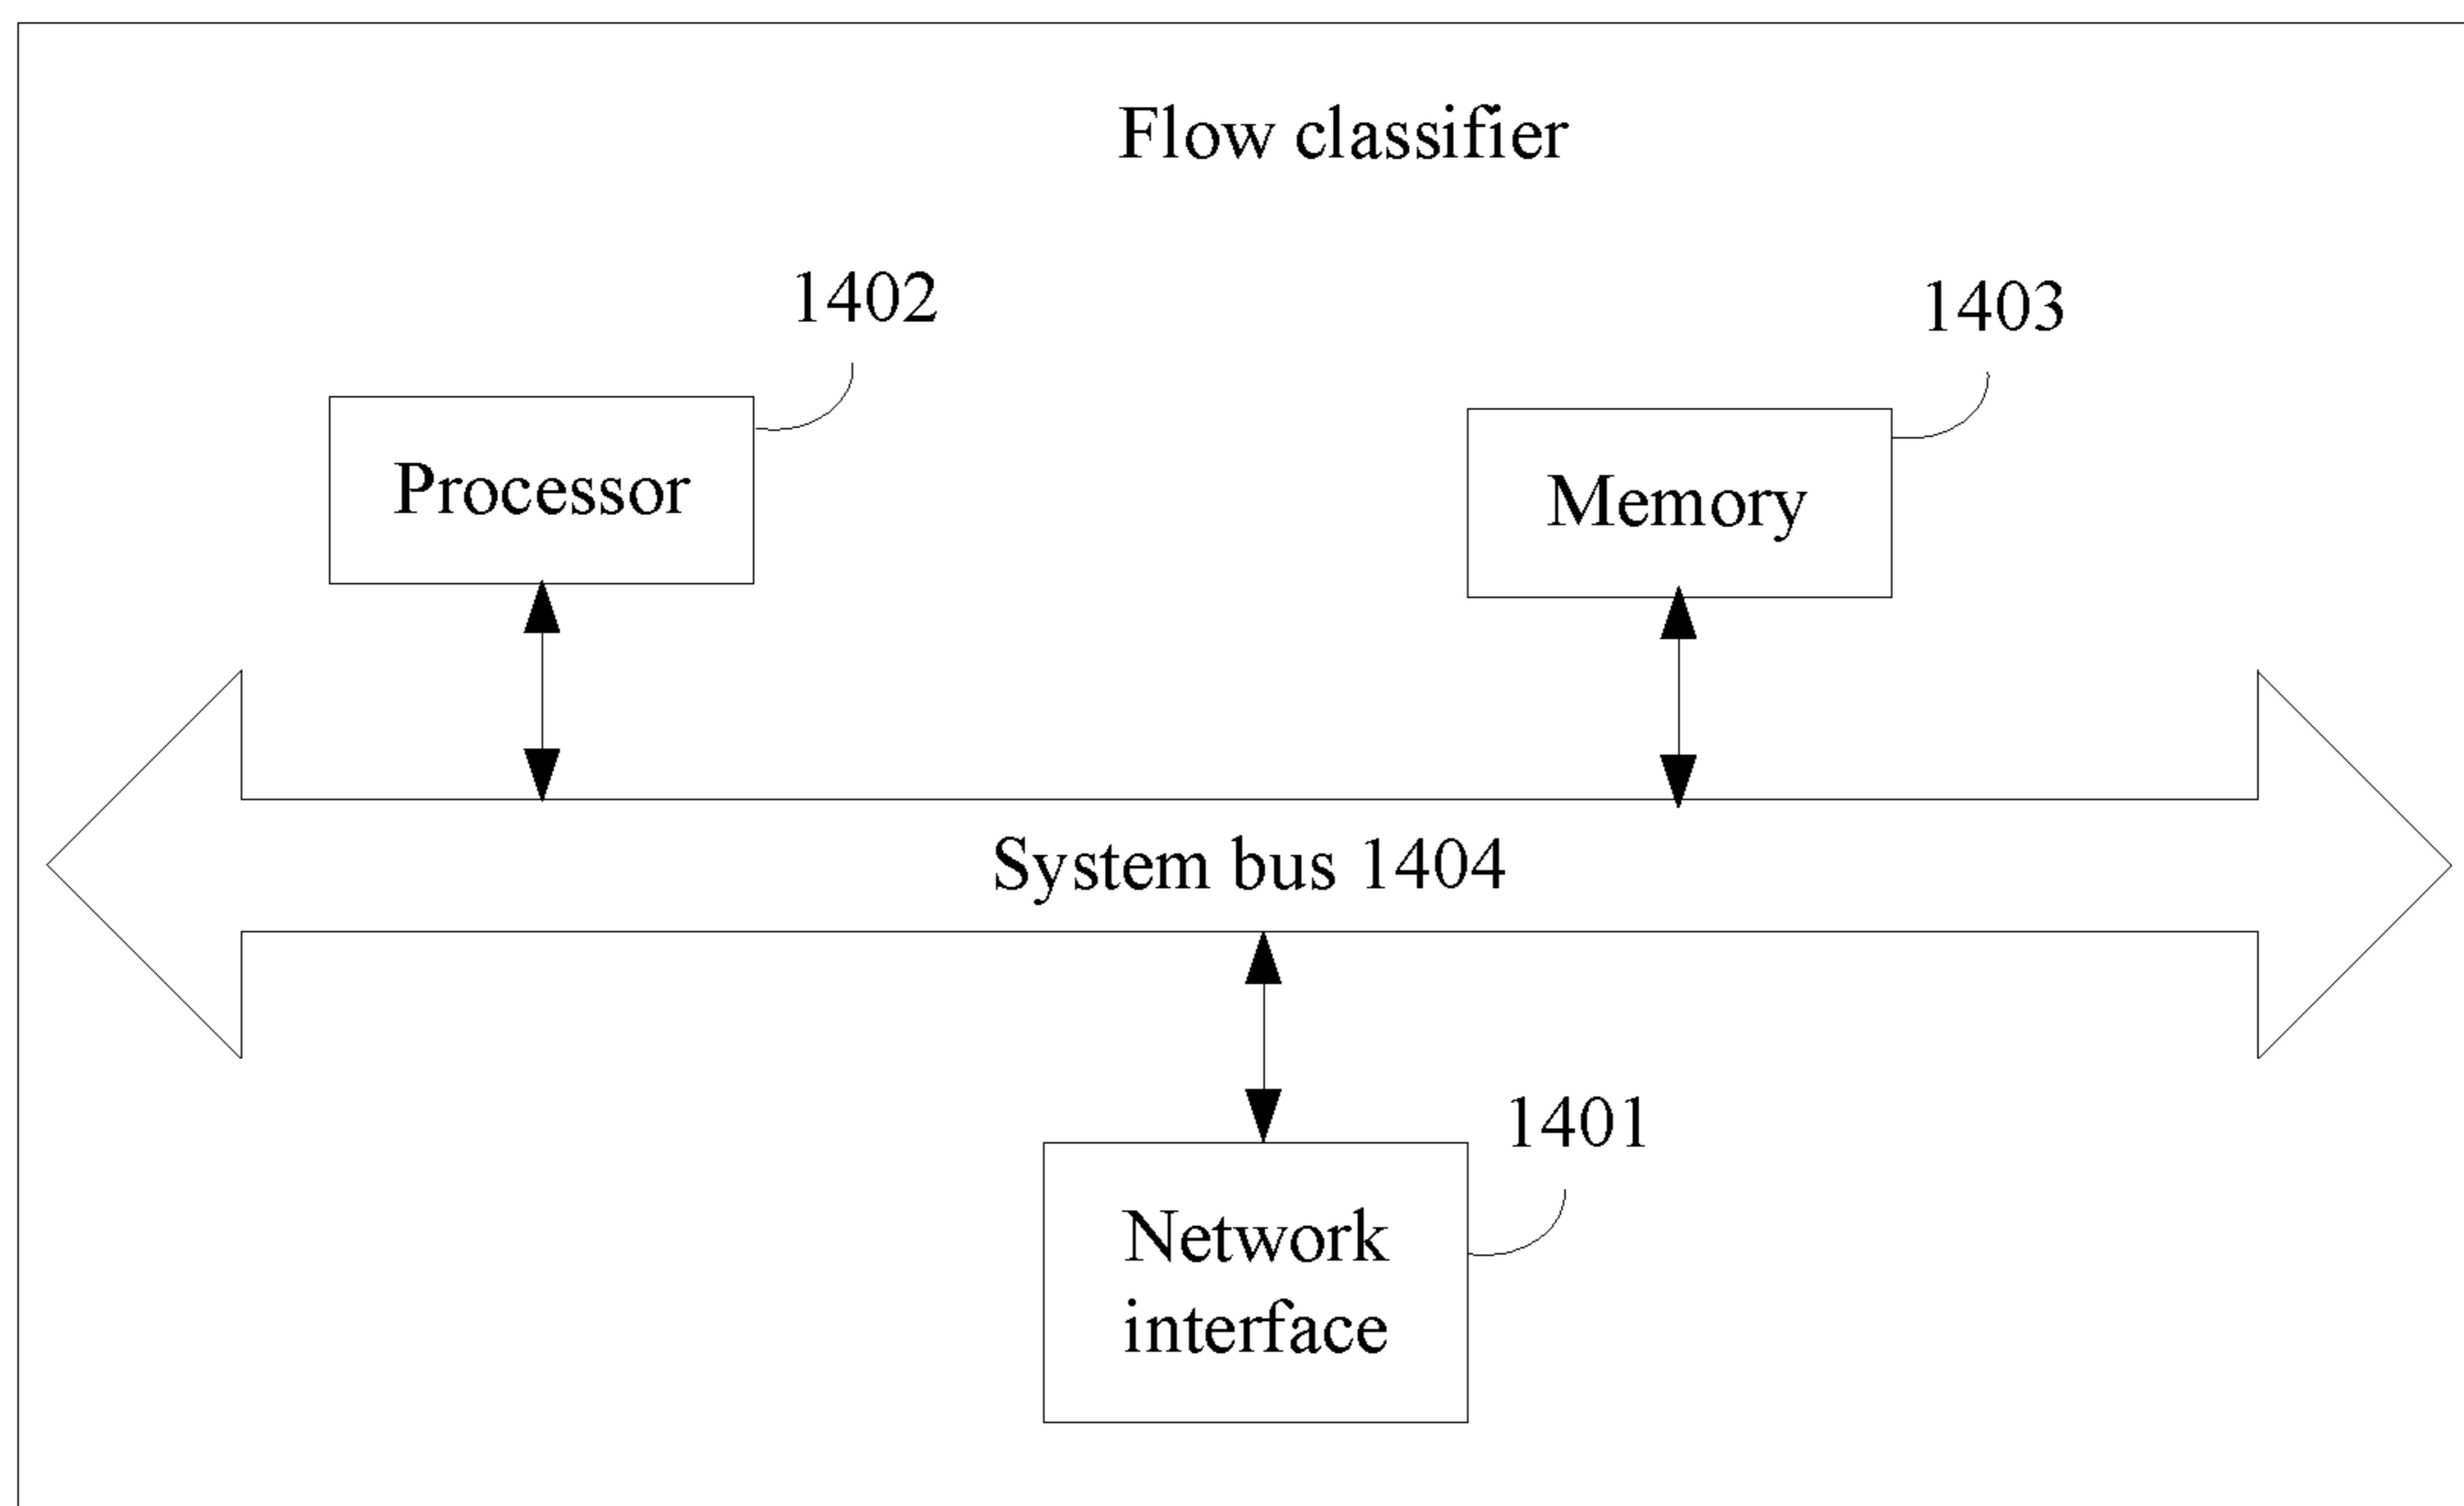 Flow classifier
1402
1403
Processor
Memory
System bus 1404
1401
Network
interface